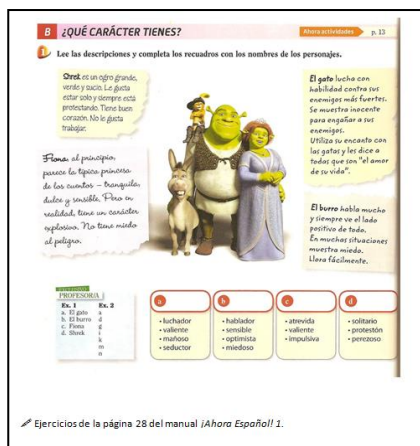 B ¿QUÉ CARÁCTER TIENES?
Ahora actividades p. 13
1. Lee las descripciones y completa los recuadros con los nombres de los personajes.
Shrek es un ogro grande,
verde y sucio. Le gusta
estar solo y siempre está
protestando. Tiene buen
corazón. No le gusta
trabajar.
Fiona, al principio,
parece la típica princesa
de los cuentos – tranquila,
dulce y sensible. Pero en
realidad, tiene un carácter
explosivo. No tiene miedo
al peligro.
El gato lucha con
habilidad contra sus
enemigos más fuertes.
Se muestra inocente
para engañar a sus
enemigos.
Utiliza su encanto con
las gatas y les dice a
todas que son "el amor
de su vida".
El burro habla mucho
y siempre ve el lado
positivo de todo.
En muchas situaciones
muestra miedo.
Llora fácilmente.
PROFESOR/A
Ex. 1 Ex. 2
a. El gato a
b. El burro d
c. Fiona g
d. Shrek i
k
m
n
a
• luchador
• valiente
• mañoso
• seductor
b
• hablador
• sensible
• optimista
• miedoso
c
• atrevida
• valiente
• impulsiva
d
• solitario
• protestón
• perezoso
Ejercicios de la página 28 del manual ¡Ahora Español! 1.